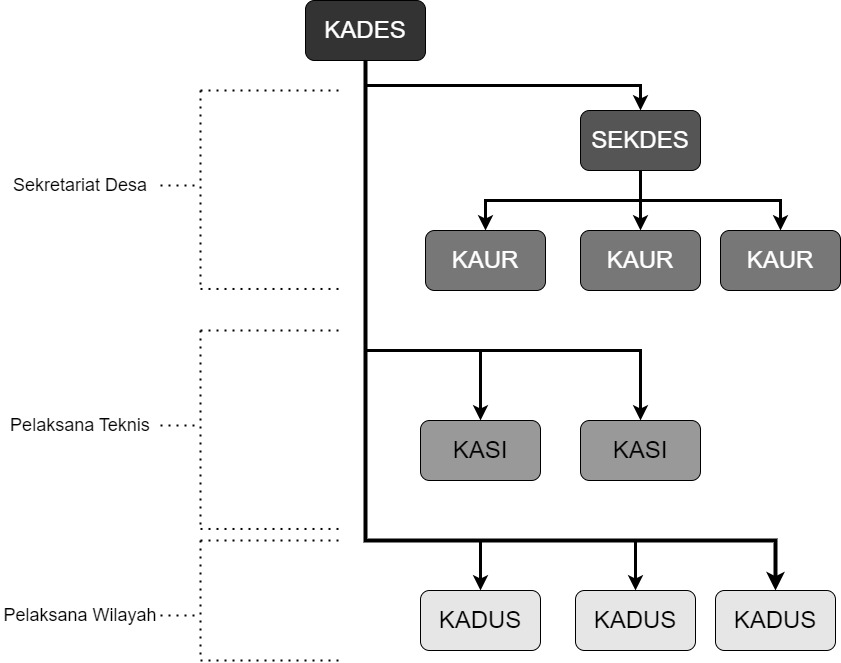 KADES
SEKDES
Sekretariat Desa
KAUR KAUR KAUR
Pelaksana Teknis
KASI KASI
Pelaksana Wilayah
KADUS KADUS KADUS